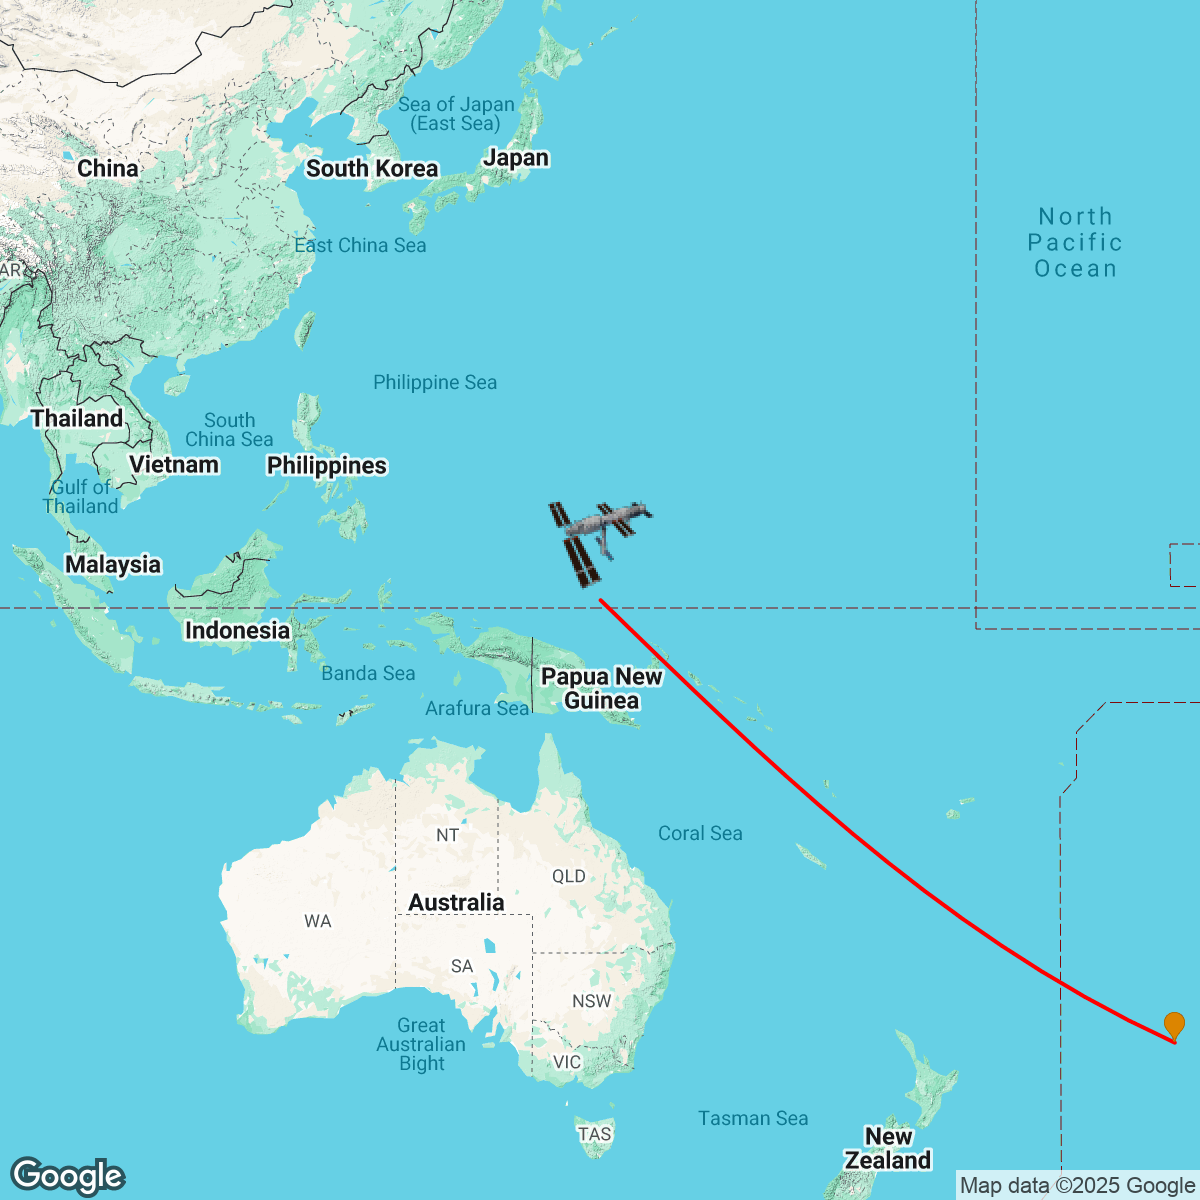 Sea of Japan
(East Sea)
Japan
China
South Korea
North
Pacific
Ocean
East China Sea
AR
Philippine Sea
Thailand
South
China Sea
Vietnam
Philippines
Gulf of
Thailand
Malaysia
Indonesia
Banda Sea
Papua New
Guinea
Arafura Sea
NT
Coral Sea
QLD
Australia
WA
SA
NSW
Great
Australian
Bight
VIC
Tasman Sea
TAS
New
Zealand
Google
Map data ©2025 Google